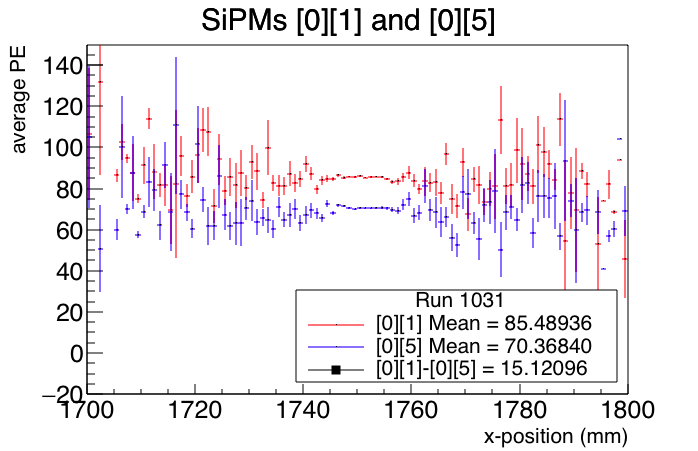 SiPMs [0][1] and [0][5]
average PE
140
120
100
80
60
40
20
0
−20
Run 1031
[0][1] Mean = 85.48936
[0][5] Mean = 70.36840
[0][1]-[0][5] = 15.12096
1700 1720 1740 1760 1780 1800
x-position (mm)